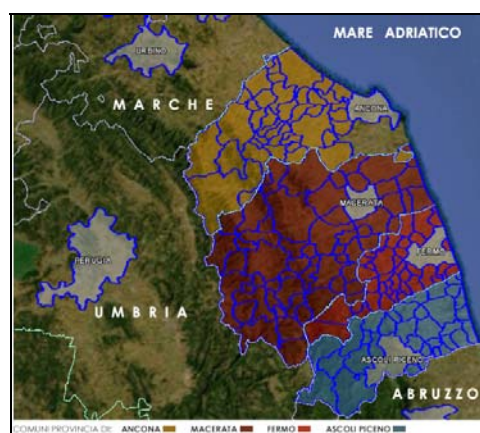 MARE ADRIATICO
URBINO
MARCHE
ANCONA
MACERATA
FERMO
PERUGIA
UMBRIA
ASCOLI PICENO
ABRUZZO
COMUNI PROVINCIA DE: ANCONA MACERATA FERMO ASCOLI PICENO